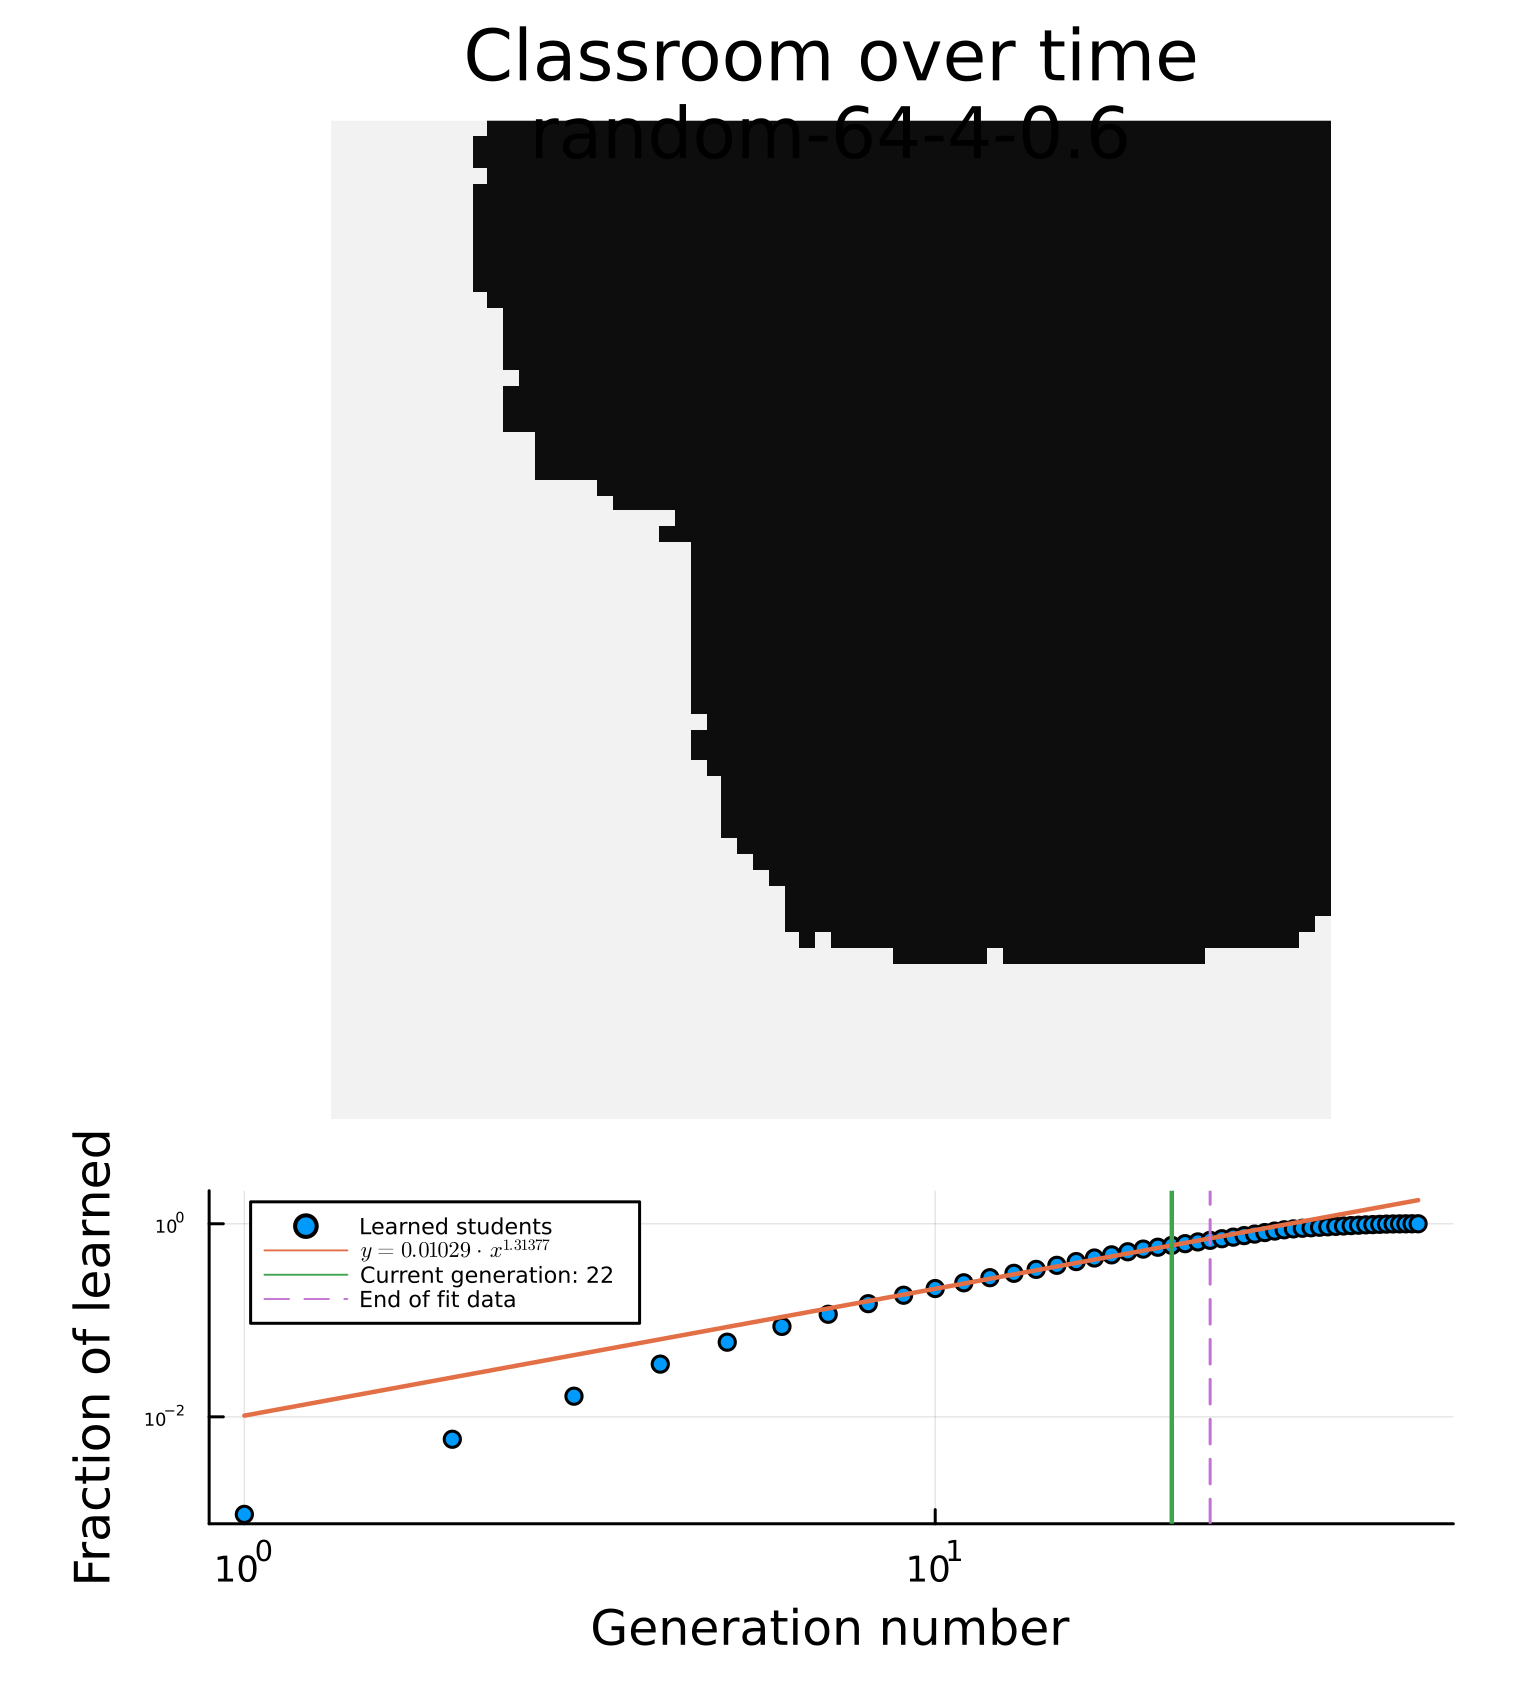 Classroom over time
random-64-4-0.6
Fraction of learned
10⁰
10⁻²
Learned students
y = 0.01029 · x^1.31377
Current generation: 22
End of fit data
10⁰
10¹
Generation number